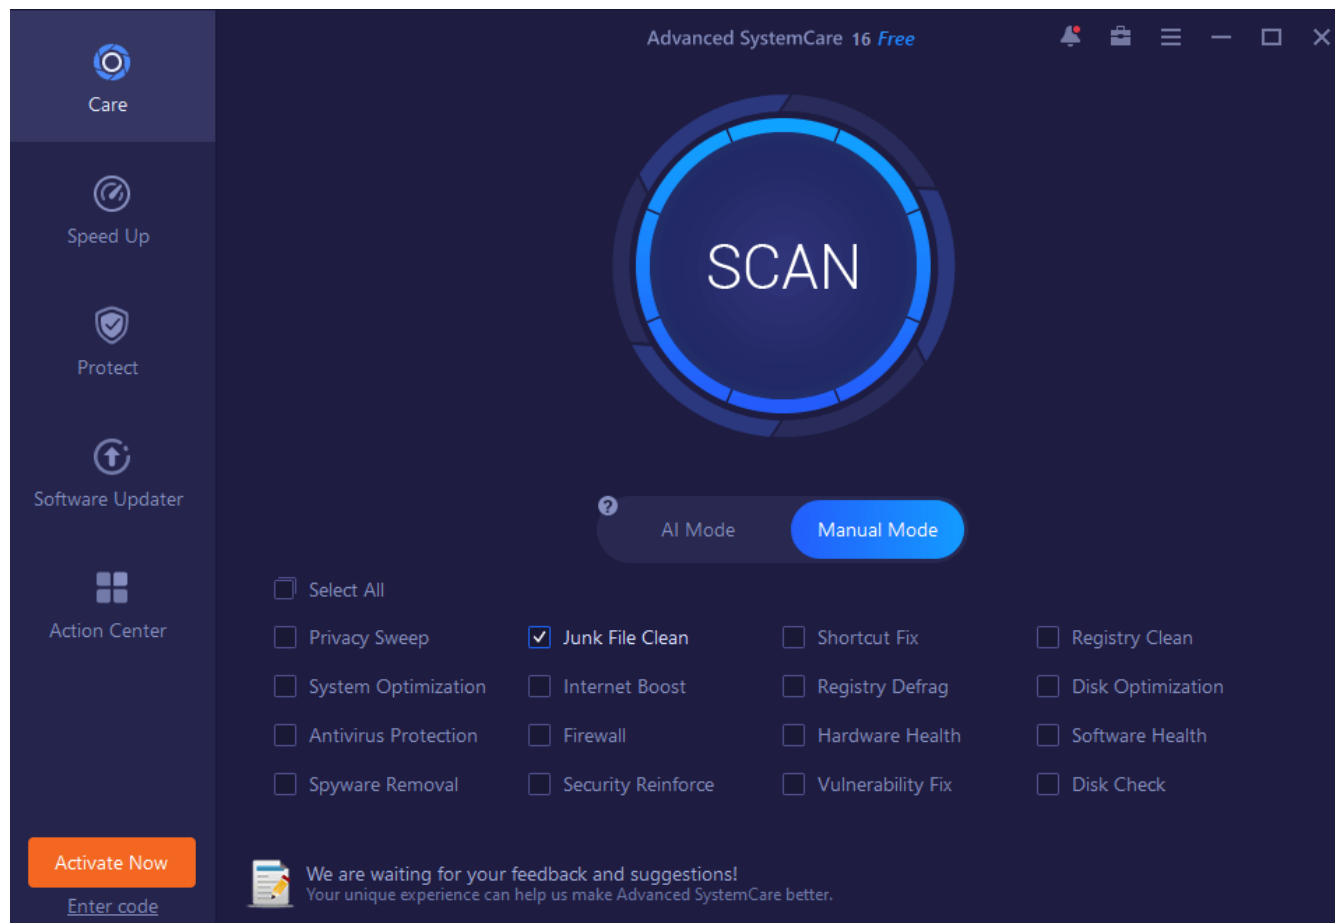 Advanced SystemCare 16 Free
Care
Speed Up
Protect
Software Updater
Action Center
SCAN
?
AI Mode
Manual Mode
Select All
Privacy Sweep
Junk File Clean
Shortcut Fix
Registry Clean
System Optimization
Internet Boost
Registry Defrag
Disk Optimization
Antivirus Protection
Firewall
Hardware Health
Software Health
Spyware Removal
Security Reinforce
Vulnerability Fix
Disk Check
Activate Now
Enter code
We are waiting for your feedback and suggestions!
Your unique experience can help us make Advanced SystemCare better.